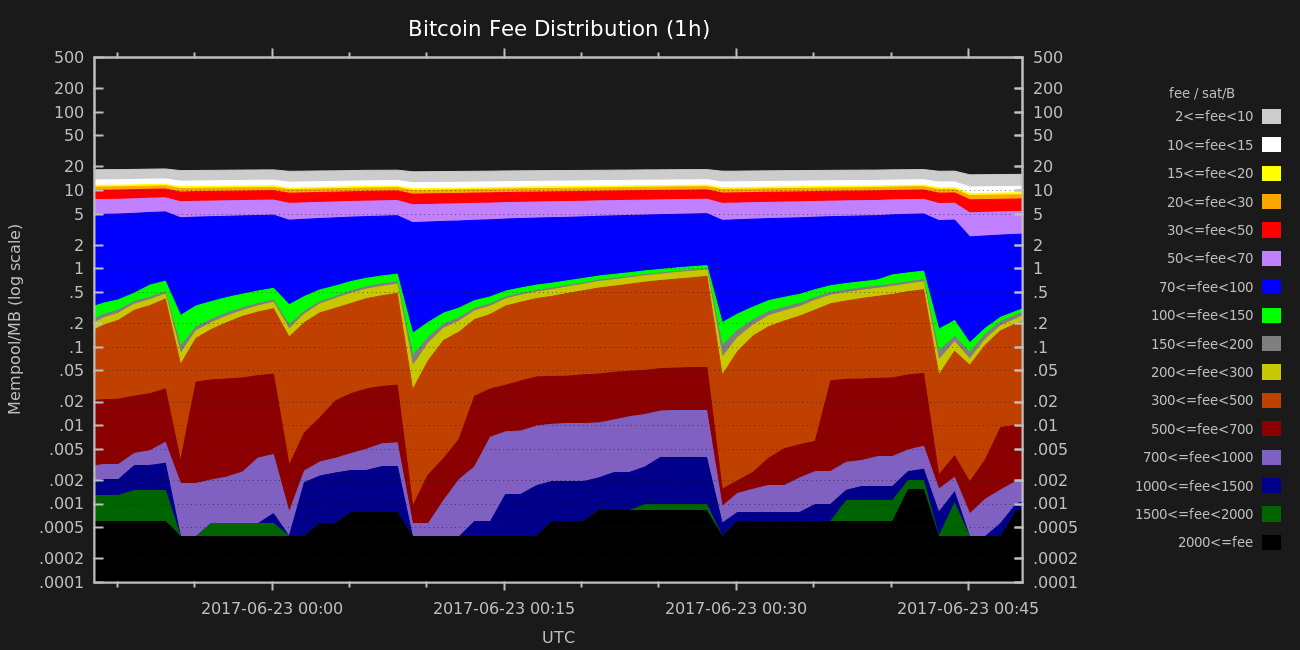 Bitcoin Fee Distribution (1h)
500
200
100
50
20
10
5
2
1
.5
.2
.1
.05
.02
.01
.005
.002
.001
.0005
.0002
.0001
Mempool/MB (log scale)
500
200
100
50
20
10
5
2
1
.5
.2
.1
.05
.02
.01
.005
.002
.001
.0005
.0002
.0001
2017-06-23 00:00
2017-06-23 00:15
2017-06-23 00:30
2017-06-23 00:45
UTC
fee / sat/B
2<=fee<10
10<=fee<15
15<=fee<20
20<=fee<30
30<=fee<50
50<=fee<70
70<=fee<100
100<=fee<150
150<=fee<200
200<=fee<300
300<=fee<500
500<=fee<700
700<=fee<1000
1000<=fee<1500
1500<=fee<2000
2000<=fee